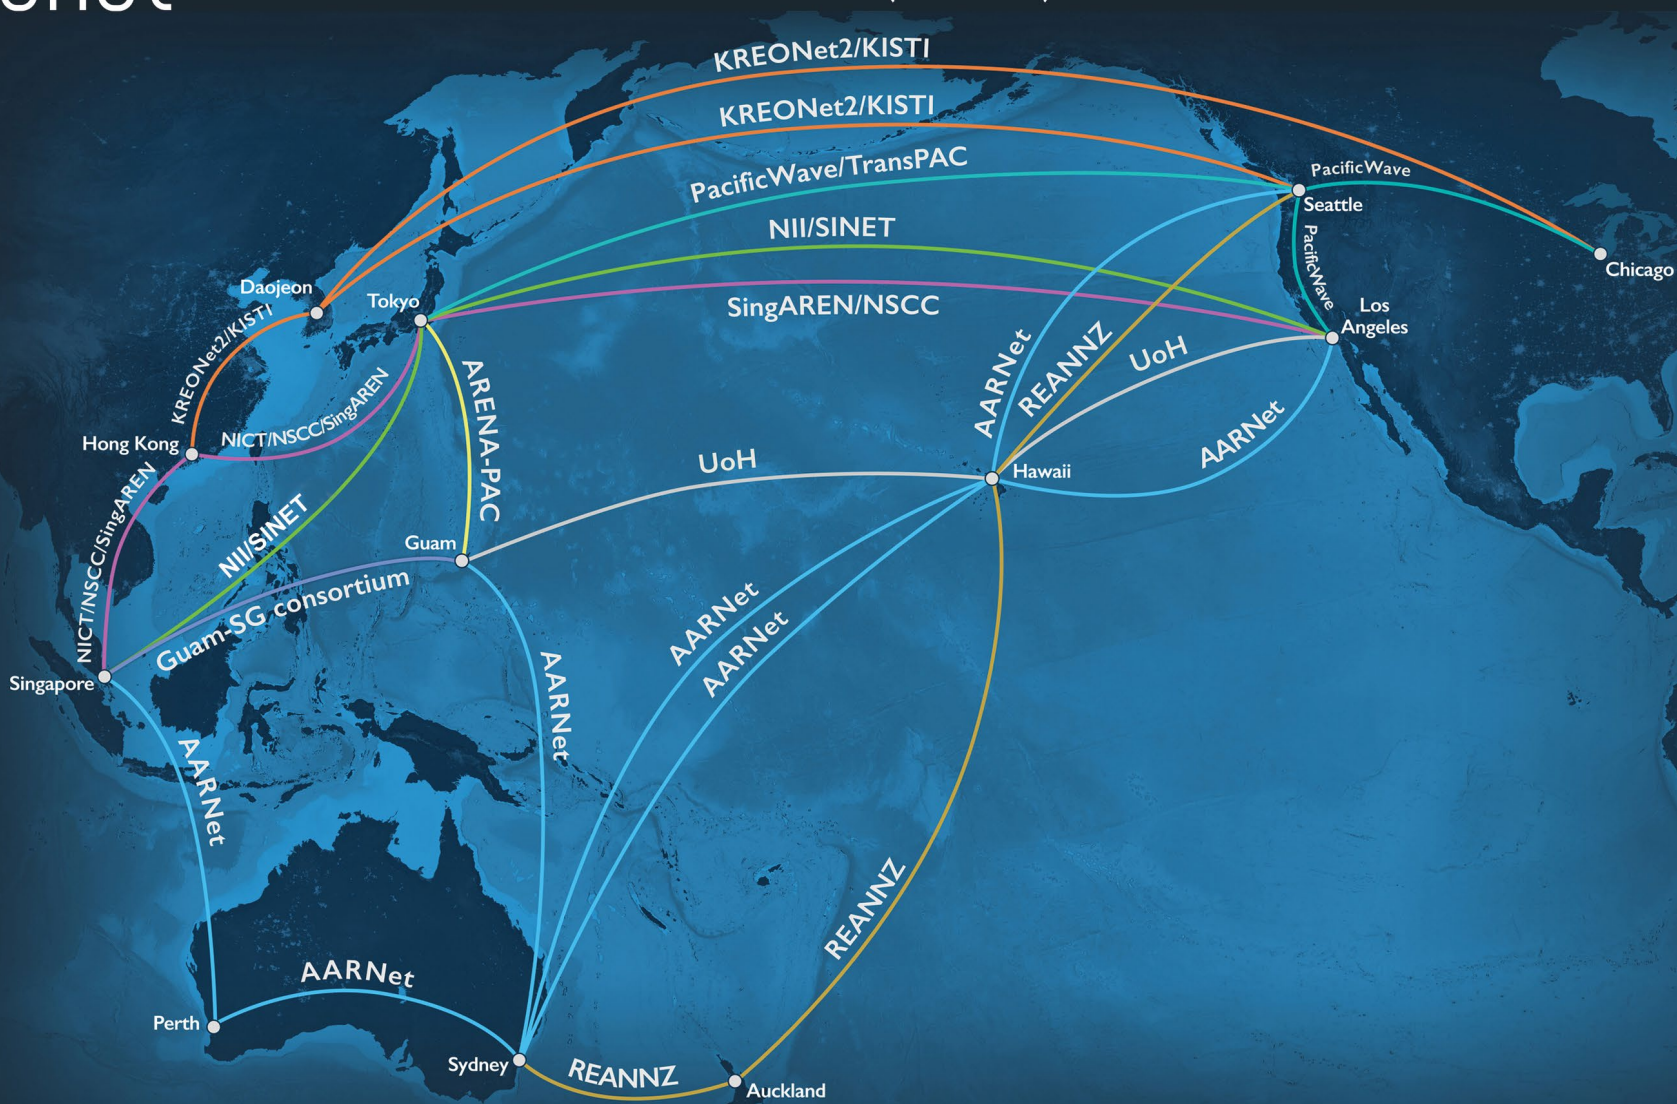 KREONet2/KISTI
KREONet2/KISTI
PacificWave/TransPAC
PacificWave
Seattle
NII/SINET
PacificWave
Chicago
Daojeon
Tokyo
SingAREN/NSCC
Los
Angeles
KREONet2/KISTI
AARNet
REANNZ
UoH
ARENA-PAC
NICT/NSCC/SingAREN
Hong Kong
AARNet
UoH
Hawaii
NICT/NSCC/SingAREN
NII/SINET
Guam
Guam-SG consortium
AARNet
AARNet
Singapore
AARNet
AARNet
REANNZ
AARNet
Perth
Sydney
REANNZ
Auckland